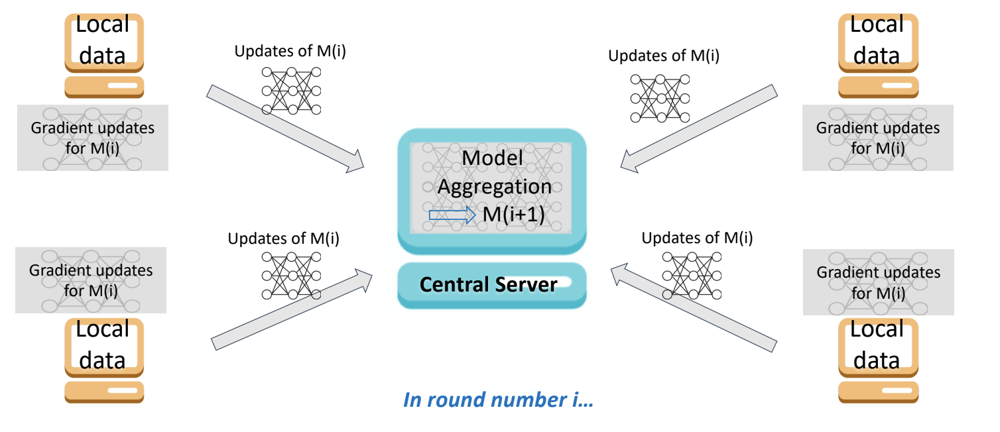 Local
data
Gradient updates
for M(i)
Updates of M(i)
Updates of M(i)
Local
data
Gradient updates
for M(i)
Model
Aggregation
M(i+1)
Central Server
Updates of M(i)
Gradient updates
for M(i)
Local
data
Updates of M(i)
Gradient updates
for M(i)
Local
data
In round number i…